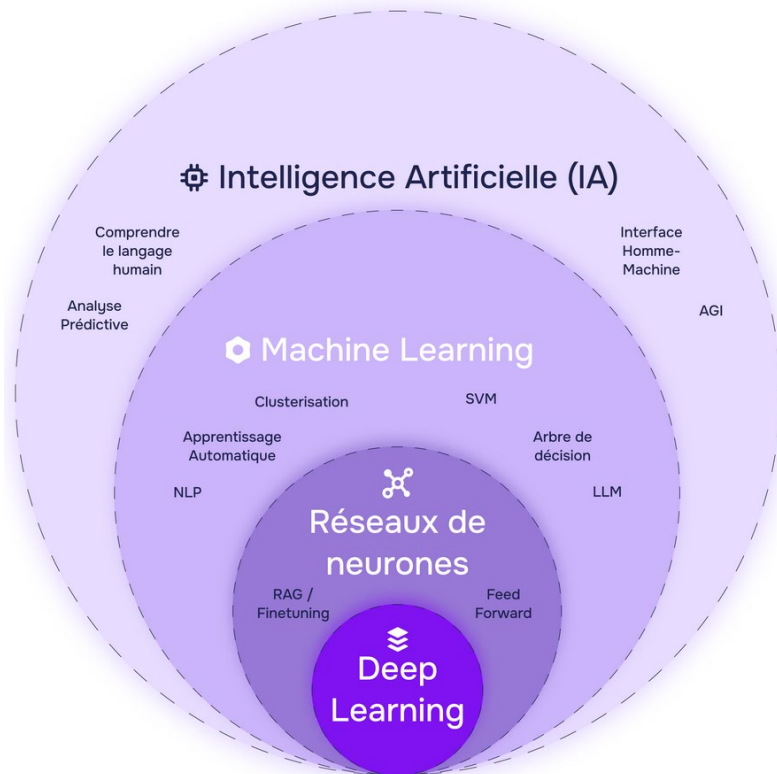 Intelligence Artificielle (IA)
Comprendre
le langage
humain
Interface
Homme-
Machine
Analyse
Prédictive
AGI
Machine Learning
Clusterisation
SVM
Apprentissage
Automatique
Arbre de
décision
NLP
LLM
Réseaux de
neurones
RAG /
Finetuning
Feed
Forward
Deep
Learning